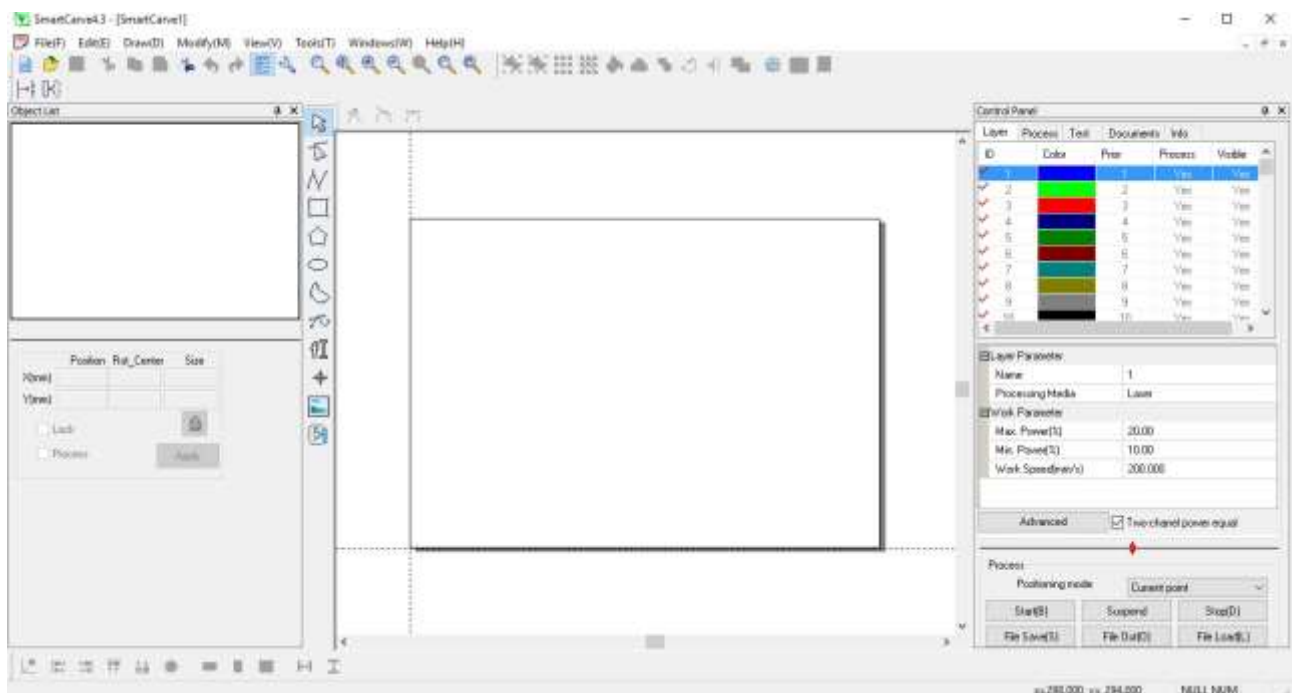 SmartCarve4.3 - [SmartCarve1]
File(F) Edit(E) Draw(D) Modify(M) View(V) Tools(T) Windows(W) Help(H)
Object List
Control Panel
Layer Process Text Documents Info
ID Color Prior Process Visible
1 1 Yes Yes
2 2 Yes Yes
3 3 Yes Yes
4 4 Yes Yes
5 5 Yes Yes
6 6 Yes Yes
7 7 Yes Yes
8 8 Yes Yes
9 9 Yes Yes
10 10 Yes Yes
Position Rot_Center Size
X(mm)
Y(mm)
Lock
Process
Apply
Layer Parameter
Name 1
Processing Media Laser
Work Parameter
Max. Power(%) 20.00
Min. Power(%) 10.00
Work Speed(mm/s) 200.000
Advanced Two chanel power equal
Process
Positioning mode Current point
Start(B) Suspend Stop(D)
File Save(S) File Out(O) File Load(L)
NULL NUM